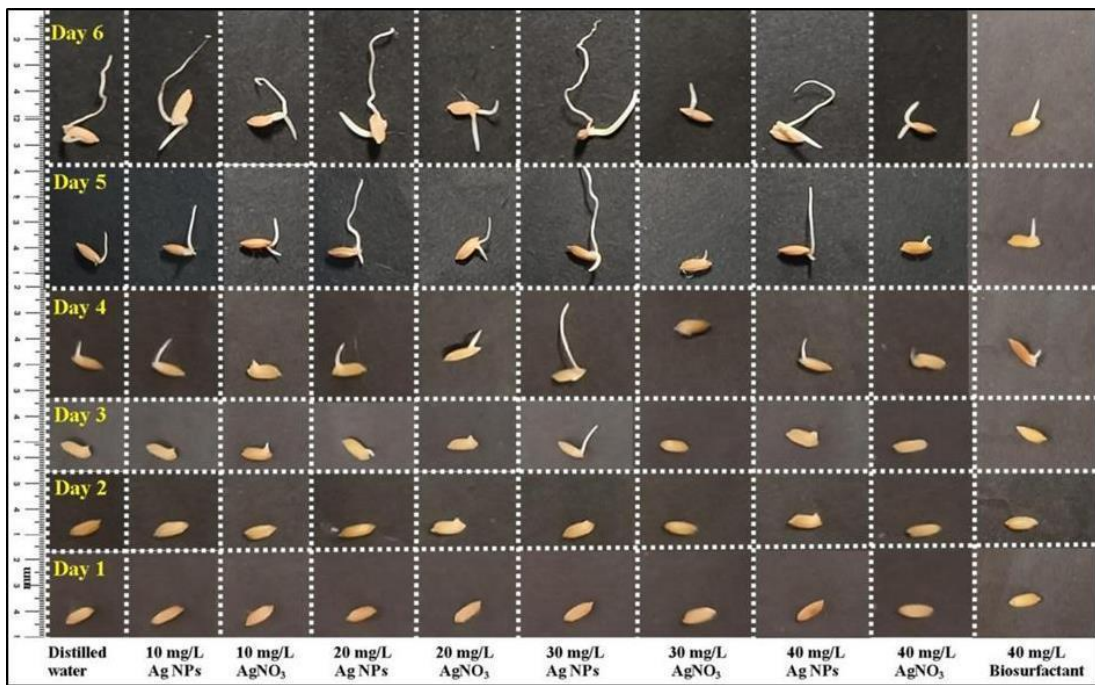 Day 6
Day 5
Day 4
Day 3
Day 2
Day 1
mm
Distilled water
10 mg/L Ag NPs
10 mg/L AgNO₃
20 mg/L Ag NPs
20 mg/L AgNO₃
30 mg/L Ag NPs
30 mg/L AgNO₃
40 mg/L Ag NPs
40 mg/L AgNO₃
40 mg/L Biosurfactant